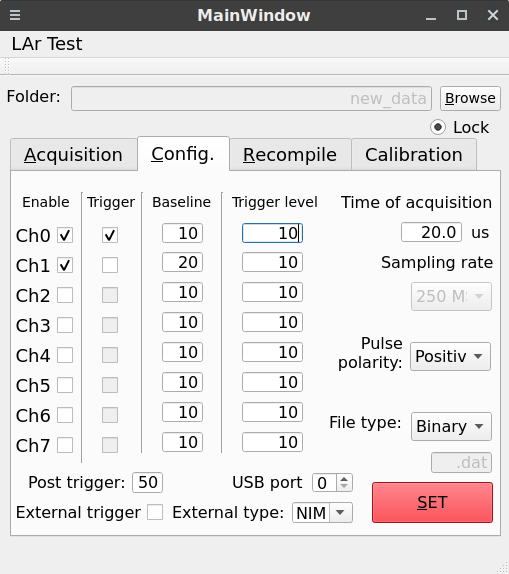 MainWindow
LAr Test
Folder: new_data Browse
Lock
Acquisition Config. Recompile Calibration
Enable Trigger Baseline Trigger level Time of acquisition
Ch0 10 10 20.0 us
Ch1 20 10 Sampling rate
Ch2 10 10 250 M
Ch3 10 10
Ch4 10 10 Pulse polarity: Positiv
Ch5 10 10
Ch6 10 10 File type: Binary
Ch7 10 10 .dat
Post trigger: 50 USB port 0 SET
External trigger External type: NIM